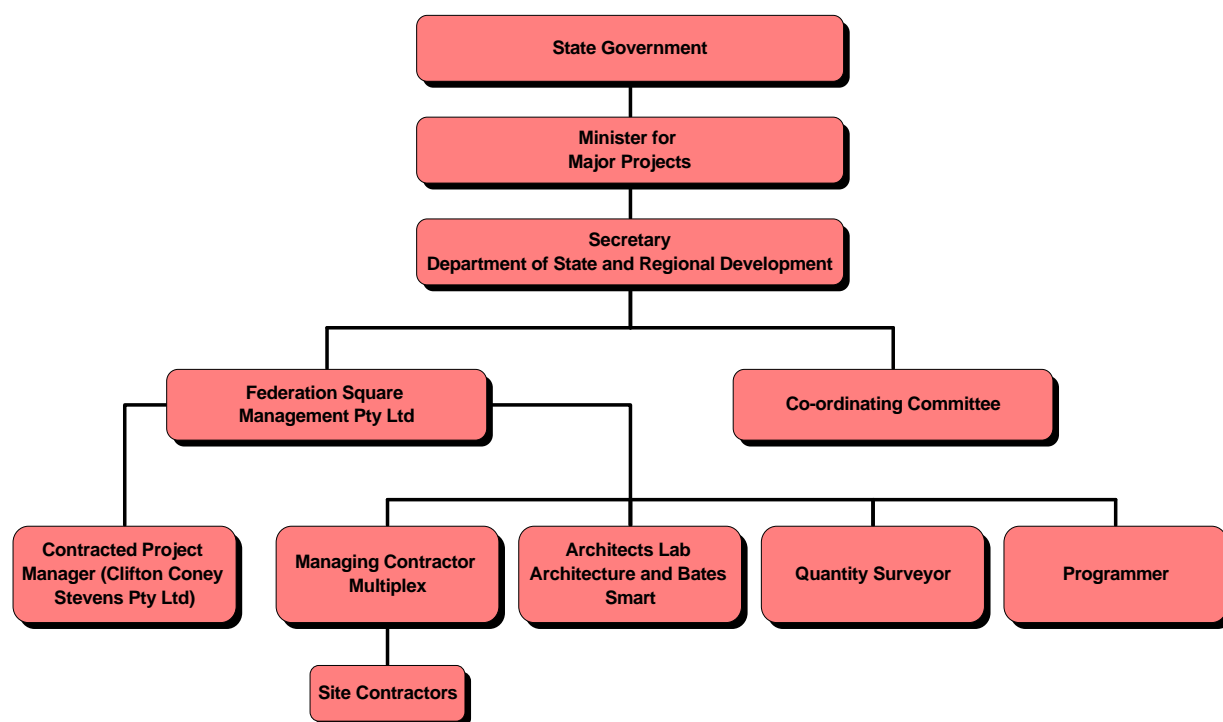 State Government
Minister for
Major Projects
Secretary
Department of State and Regional Development
Federation Square
Management Pty Ltd
Co-ordinating Committee
Contracted Project
Manager (Clifton Coney
Stevens Pty Ltd)
Managing Contractor
Multiplex
Architects Lab
Architecture and Bates
Smart
Quantity Surveyor
Programmer
Site Contractors